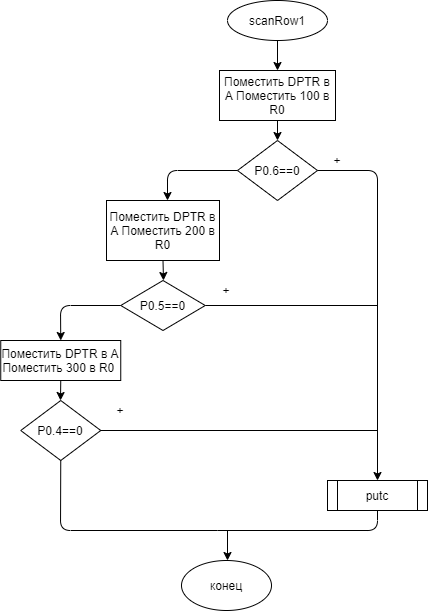 scanRow1
Поместить DPTR в
А Поместить 100 в
R0
P0.6==0
+
Поместить DPTR в
А Поместить 200 в
R0
P0.5==0
+
Поместить DPTR в А
Поместить 300 в R0
P0.4==0
+
putc
конец